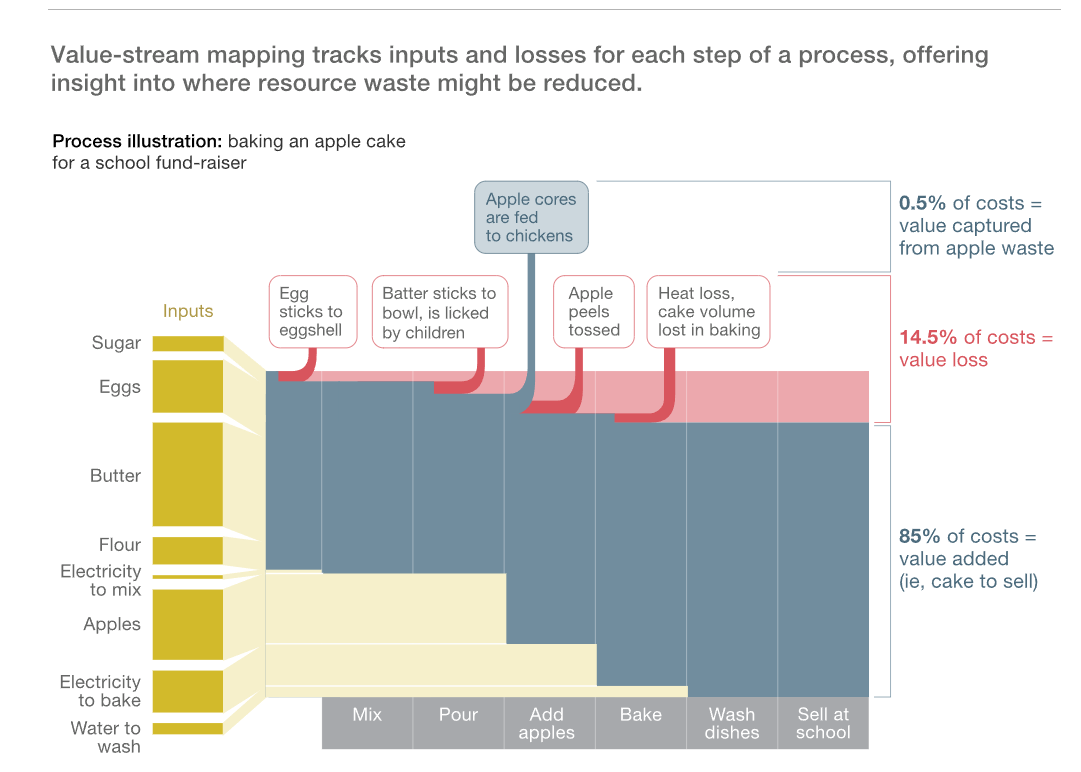 Value-stream mapping tracks inputs and losses for each step of a process, offering
insight into where resource waste might be reduced.
Process illustration: baking an apple cake
for a school fund-raiser
Apple cores
are fed
to chickens
0.5% of costs =
value captured
from apple waste
Egg
sticks to
eggshell
Batter sticks to
bowl, is licked
by children
Apple
peels
tossed
Heat loss,
cake volume
lost in baking
14.5% of costs =
value loss
Inputs
Sugar
Eggs
Butter
Flour
Electricity
to mix
Apples
Electricity
to bake
Water to
wash
85% of costs =
value added
(ie, cake to sell)
Mix
Pour
Add
apples
Bake
Wash
dishes
Sell at
school